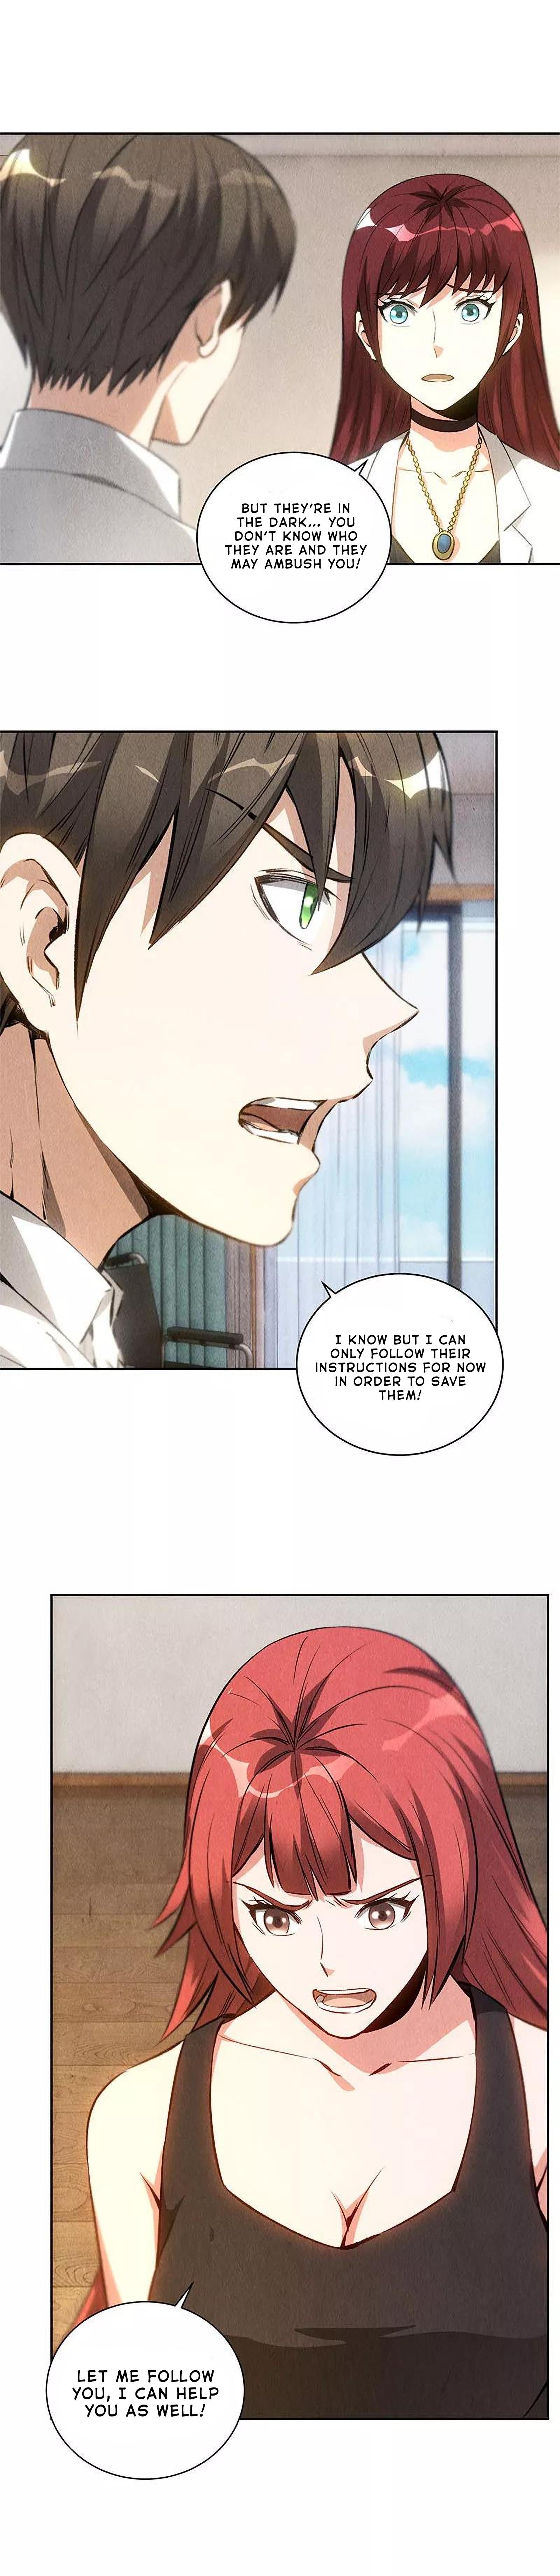 BUT THEY'RE IN
THE DARK... YOU
DON'T KNOW WHO
THEY ARE AND THEY
MAY AMBUSH YOU!
I KNOW BUT I CAN
ONLY FOLLOW THEIR
INSTRUCTIONS FOR NOW
IN ORDER TO SAVE
THEM!
LET ME FOLLOW
YOU, I CAN HELP
YOU AS WELL!